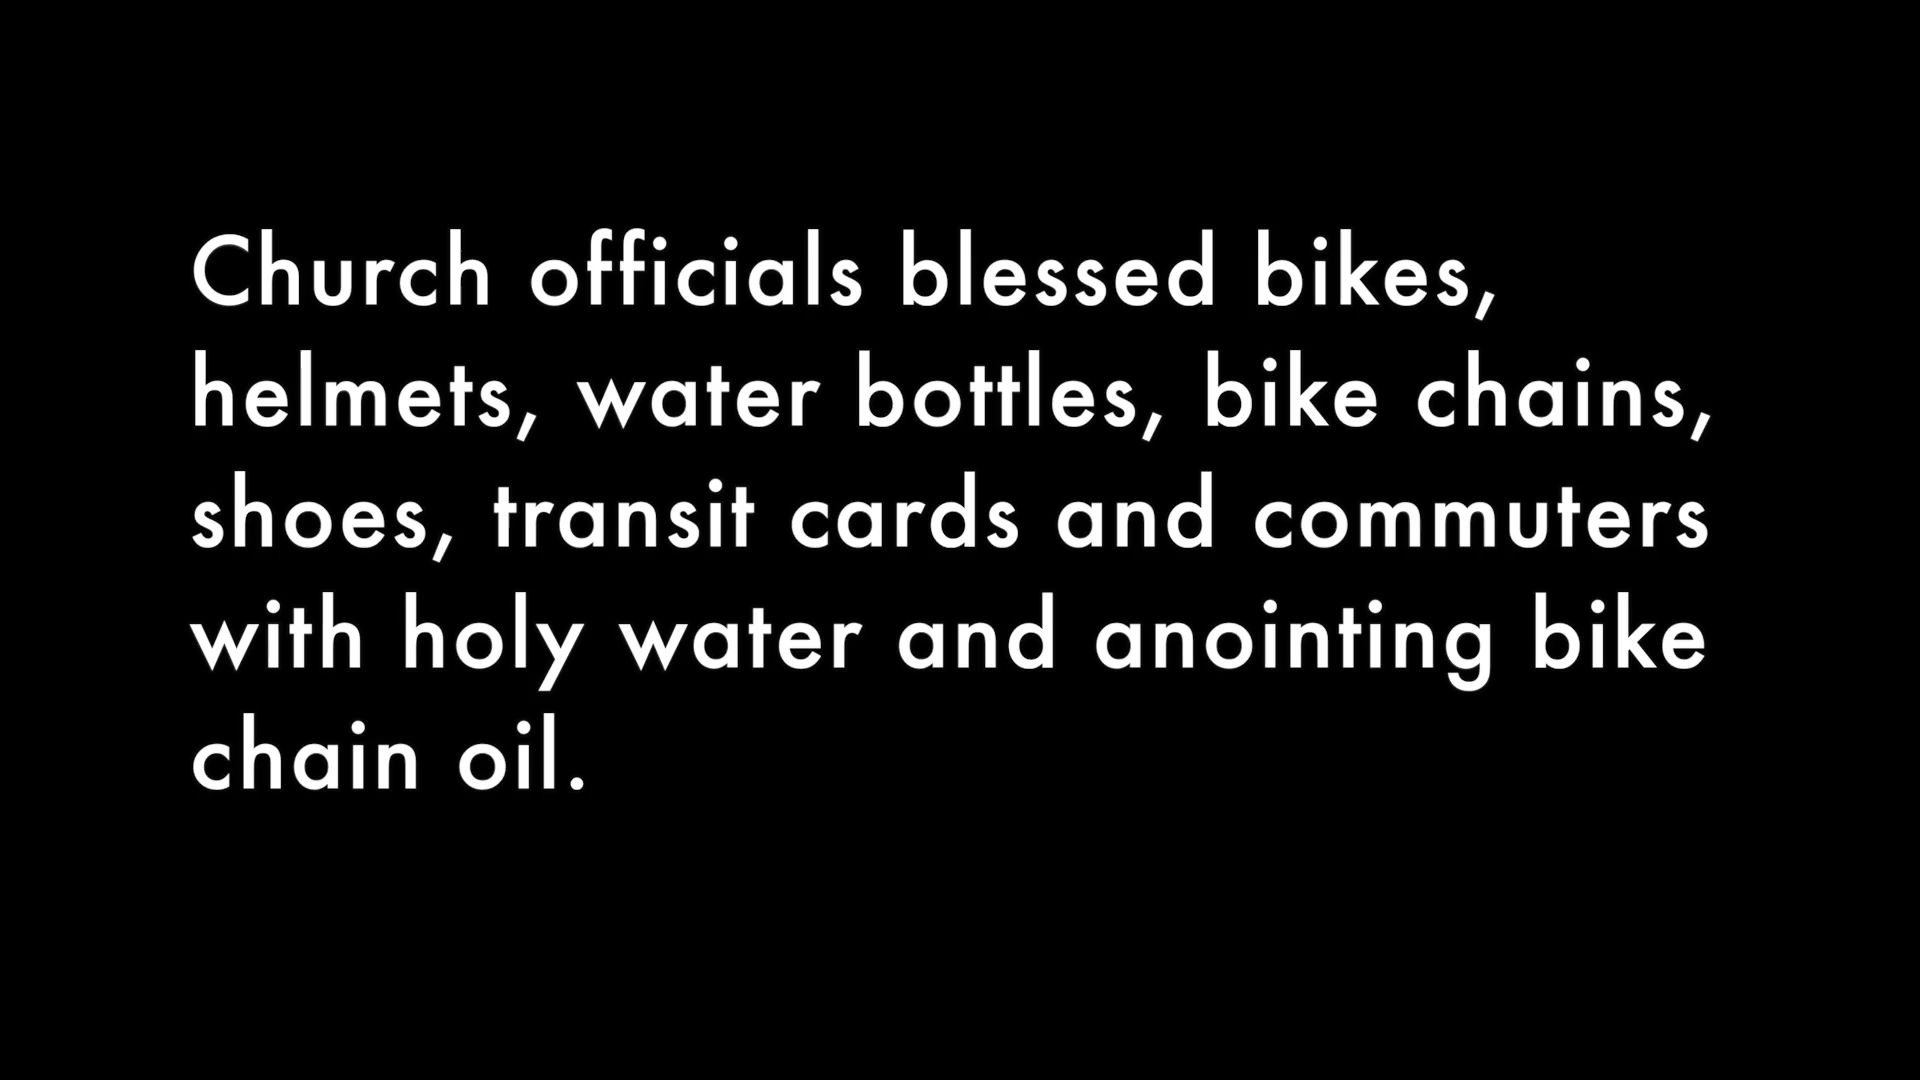 Church officials blessed bikes,
helmets, water bottles, bike chains,
shoes, transit cards and commuters
with holy water and anointing bike
chain oil.